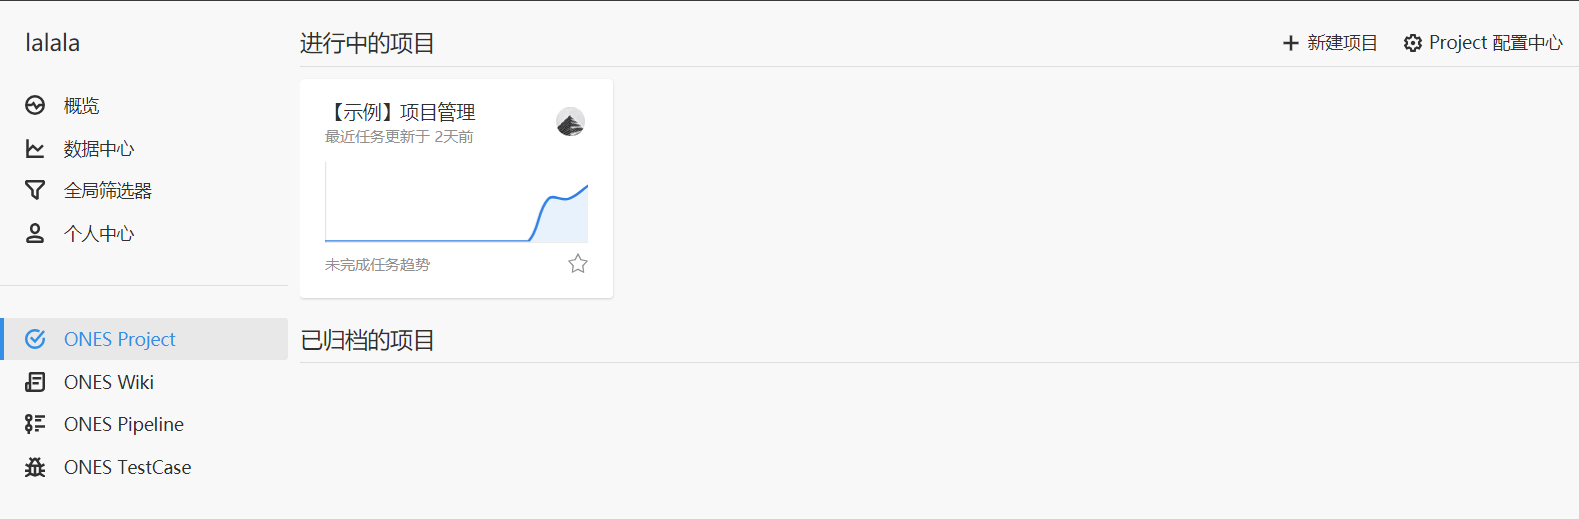 lalala
概览
数据中心
全局筛选器
个人中心
ONES Project
ONES Wiki
ONES Pipeline
ONES TestCase
进行中的项目
新建项目
Project 配置中心
【示例】项目管理
最近任务更新于 2天前
未完成任务趋势
已归档的项目